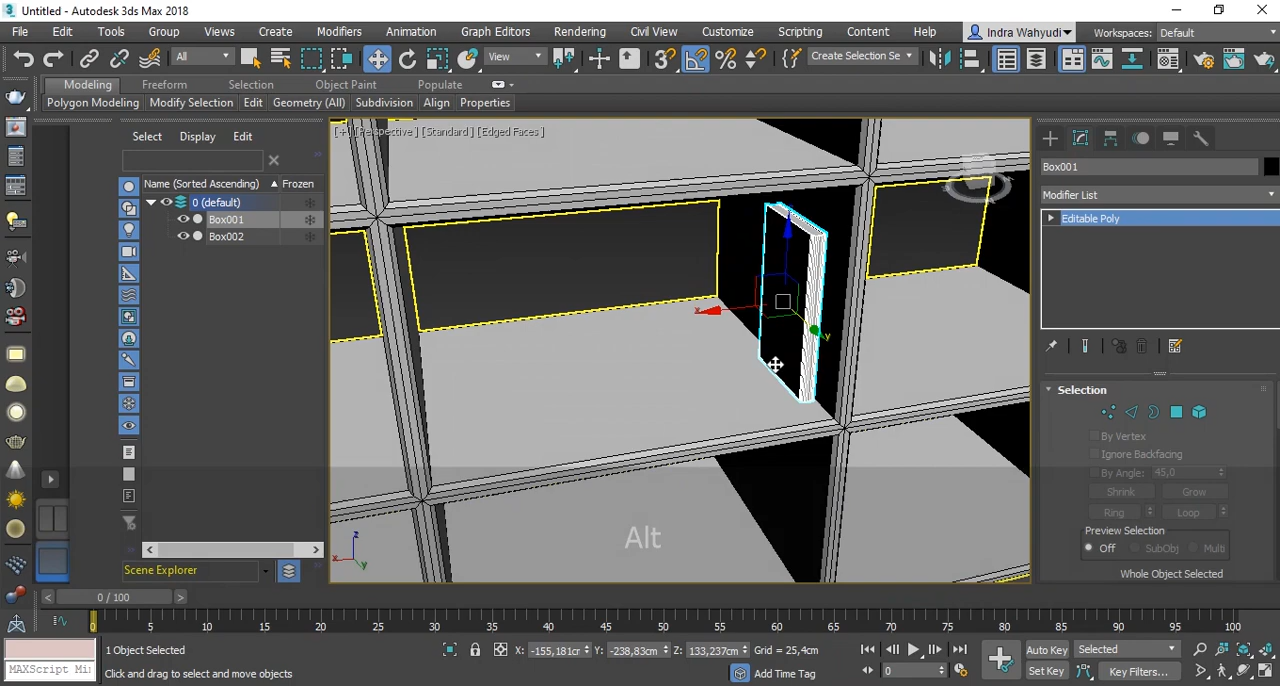 Untitled - Autodesk 3ds Max 2018
File Edit Tools Group Views Create Modifiers Animation Graph Editors Rendering Civil View Customize Scripting Content Help Indra Wahyudi Workspaces: Default
All View Create Selection Se
Modeling Freeform Selection Object Paint Populate
Polygon Modeling Modify Selection Edit Geometry (All) Subdivision Align Properties
Select Display Edit
[+] [Perspective] [Standard] [Edged Faces]
Name (Sorted Ascending) Frozen
0 (default)
Box001
Box002
Box001
Modifier List
Editable Poly
Selection
By Vertex
Ignore Backfacing
By Angle: 45,0
Shrink Grow
Ring Loop
Preview Selection
Off SubObj Multi
Whole Object Selected
x y z
Alt
x y z
Scene Explorer
0 / 100
0 5 10 15 20 25 30 35 40 45 50 55 60 65 70 75 80 85 90 95 100
MAXScript Mi
1 Object Selected
Click and drag to select and move objects
X: -155,181cm Y: -238,83cm Z: 133,237cm Grid = 25,4cm
Add Time Tag
0
Auto Key Selected
Set Key Key Filters...